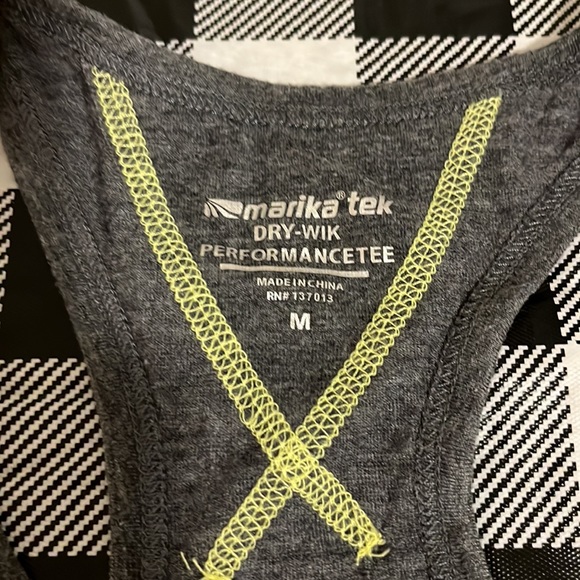 marika® tek
DRY-WIK
PERFORMANCETEE
MADE IN CHINA
RN# 137013
M